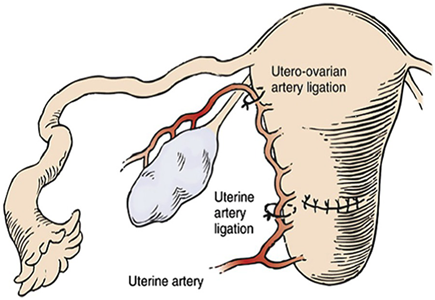 Utero-ovarian
artery ligation
Uterine
artery
ligation
Uterine artery